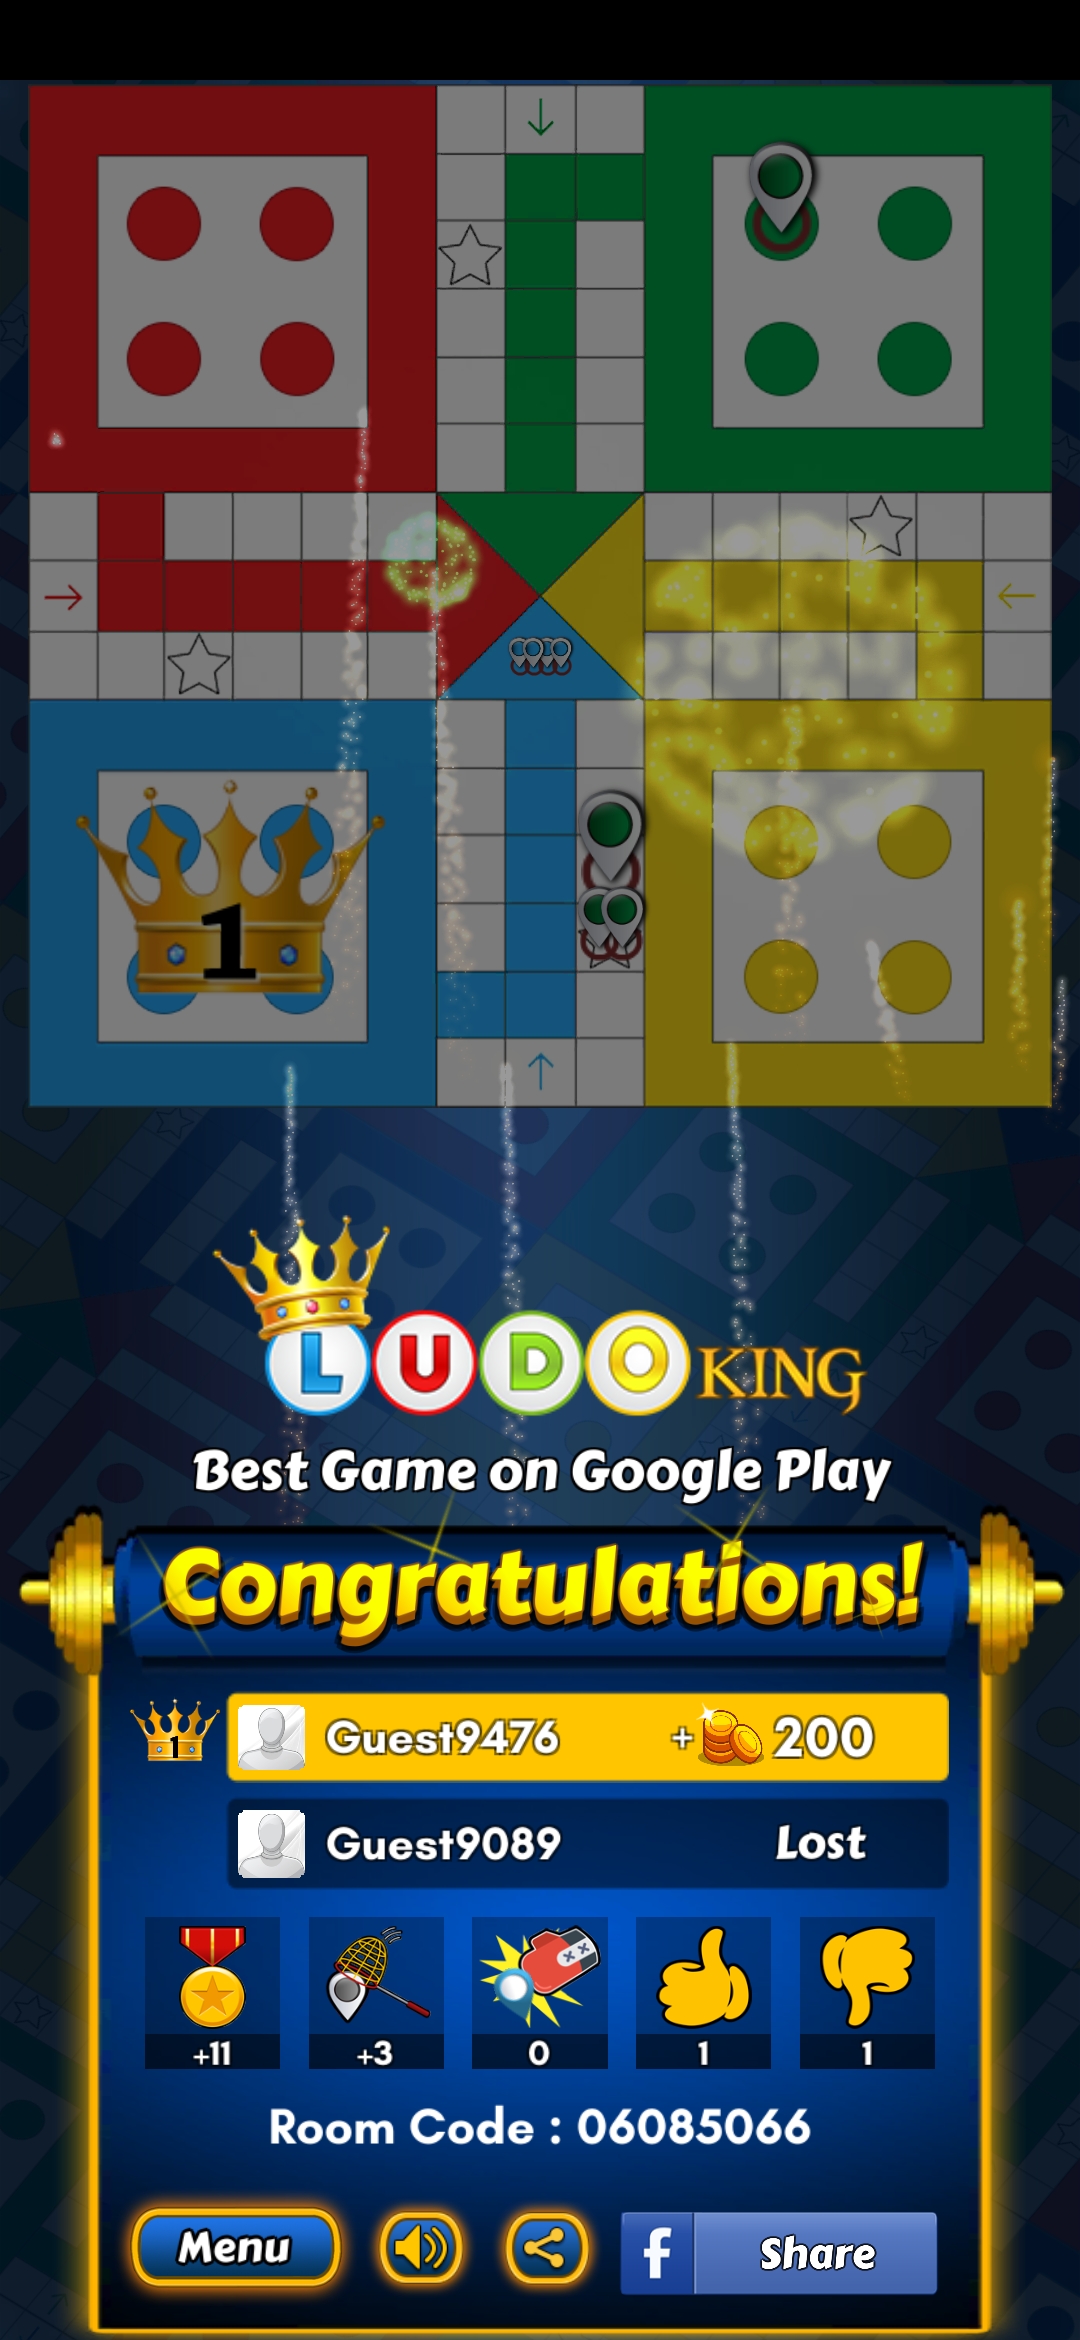 1
LUDO KING
Best Game on Google Play
Congratulations!
1 Guest9476 + 200
Guest9089 Lost
+11 +3 0 1 1
Room Code : 06085066
Menu f Share